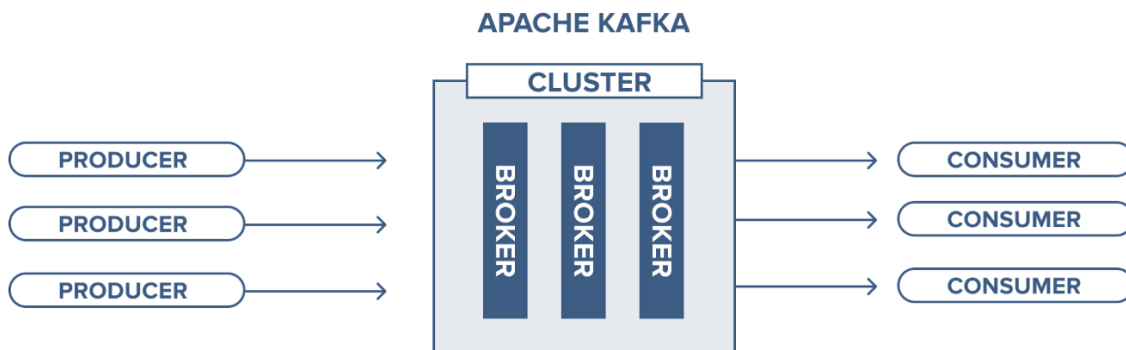 APACHE KAFKA
CLUSTER
PRODUCER
PRODUCER
PRODUCER
BROKER
BROKER
BROKER
CONSUMER
CONSUMER
CONSUMER